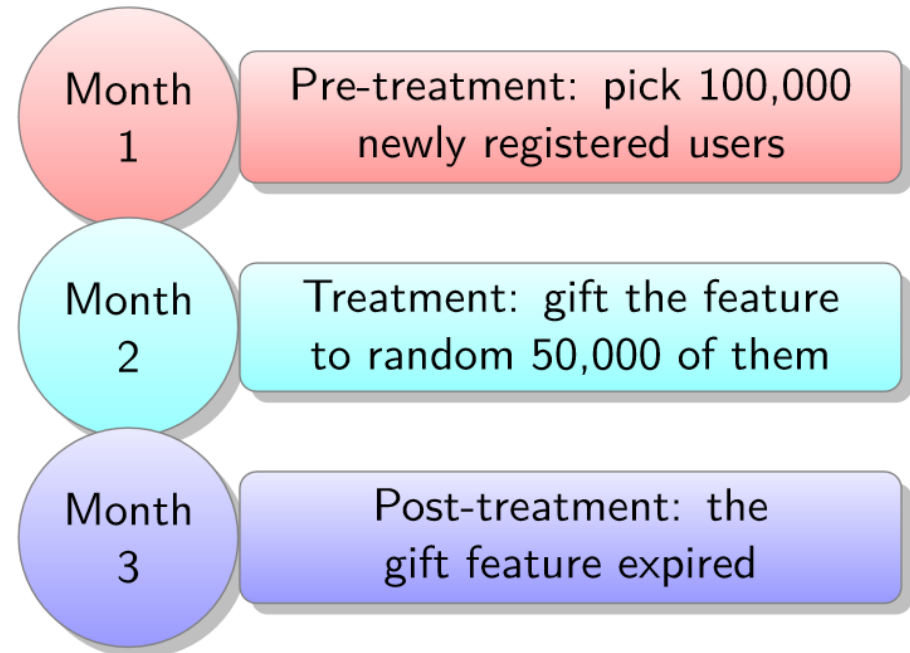 Month
1
Pre-treatment: pick 100,000
newly registered users
Month
2
Treatment: gift the feature
to random 50,000 of them
Month
3
Post-treatment: the
gift feature expired